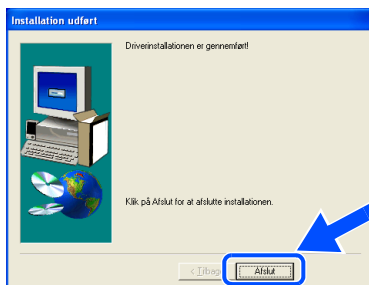 Installation udført
Driverinstallationen er gennemført!
Klik på Afslut for at afslutte installationen.
< Tilbage
Afslut